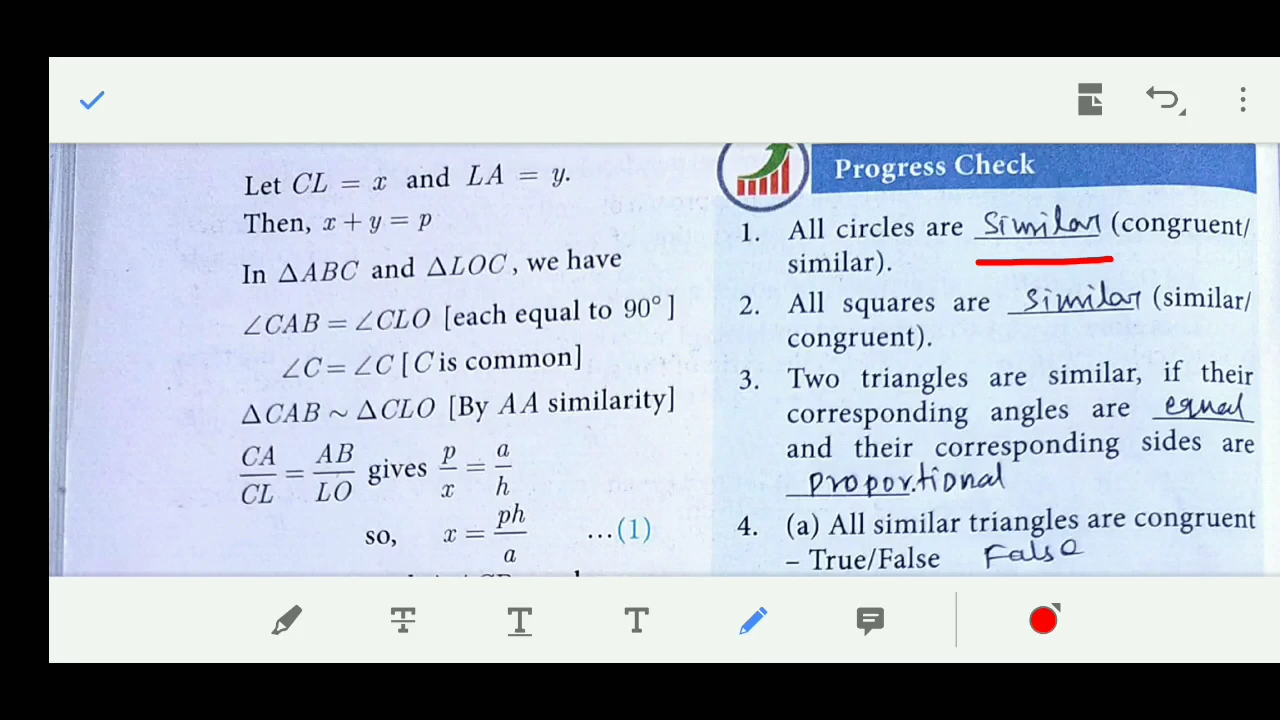 Let CL = x and LA = y.
Then, x + y = p
In ΔABC and ΔLOC, we have
∠CAB = ∠CLO [each equal to 90°]
∠C = ∠C [C is common]
ΔCAB ~ ΔCLO [By AA similarity]
CA/CL = AB/LO gives p/x = a/h
so, x = ph/a ...(1)
Progress Check
1. All circles are similar (congruent/
similar).
2. All squares are similar (similar/
congruent).
3. Two triangles are similar, if their
corresponding angles are equal
and their corresponding sides are
proportional
4. (a) All similar triangles are congruent
– True/False False